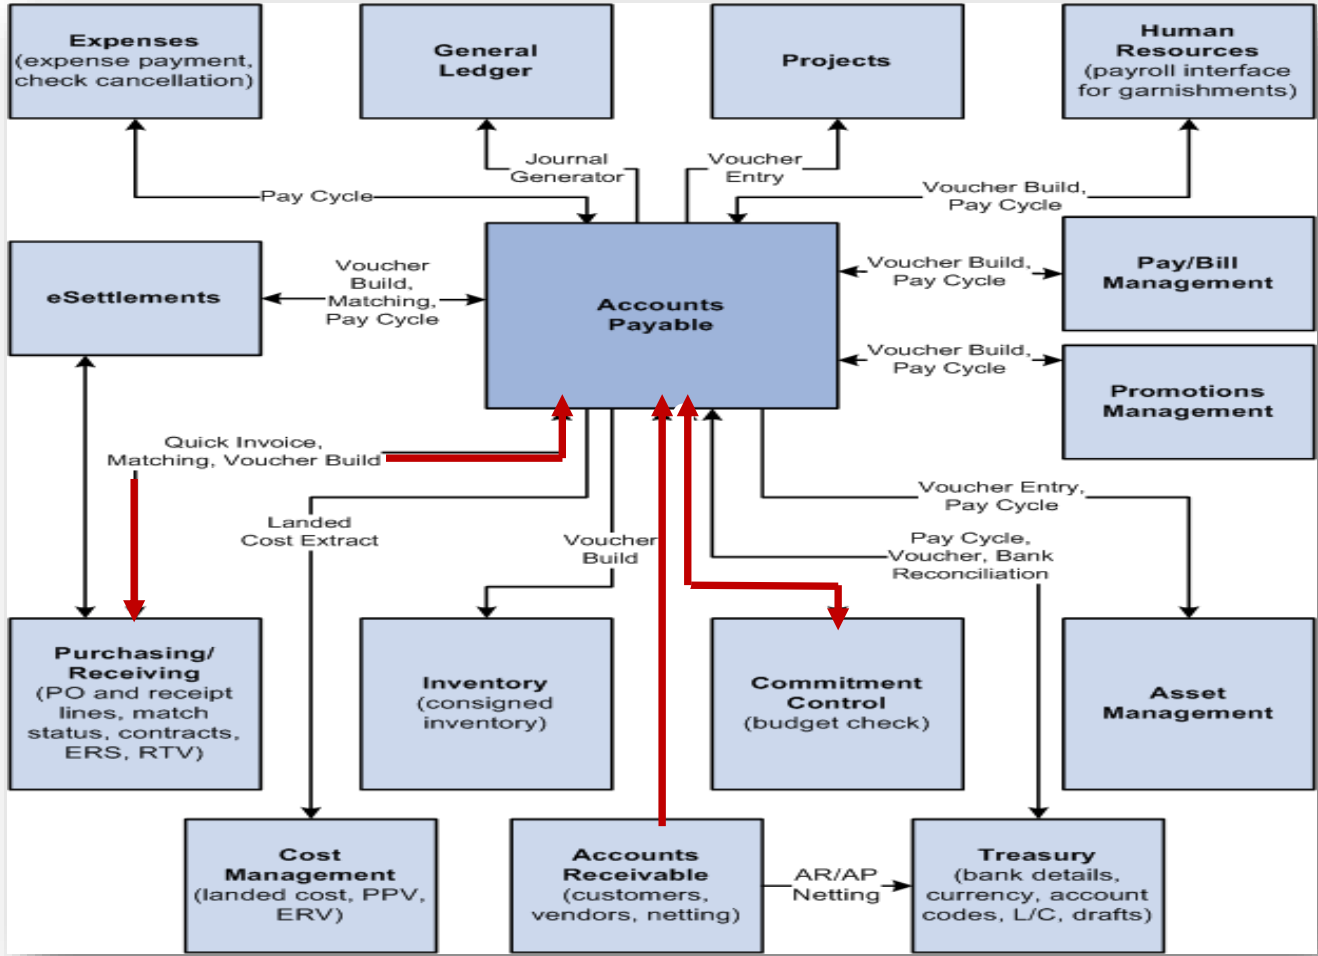 Expenses
(expense payment,
check cancellation)
General
Ledger
Projects
Human
Resources
(payroll interface
for garnishments)
Journal
Generator
Voucher
Entry
Pay Cycle
Voucher Build,
Pay Cycle
eSettlements
Voucher
Build,
Matching,
Pay Cycle
Accounts
Payable
Voucher Build,
Pay Cycle
Pay/Bill
Management
Voucher Build,
Pay Cycle
Promotions
Management
Quick Invoice,
Matching, Voucher Build
Landed
Cost Extract
Voucher
Build
Voucher Entry,
Pay Cycle
Pay Cycle,
Voucher, Bank
Reconciliation
Purchasing/
Receiving
(PO and receipt
lines, match
status, contracts,
ERS, RTV)
Inventory
(consigned
inventory)
Commitment
Control
(budget check)
Asset
Management
Cost
Management
(landed cost, PPV,
ERV)
Accounts
Receivable
(customers,
vendors, netting)
AR/AP
Netting
Treasury
(bank details,
currency, account
codes, L/C, drafts)